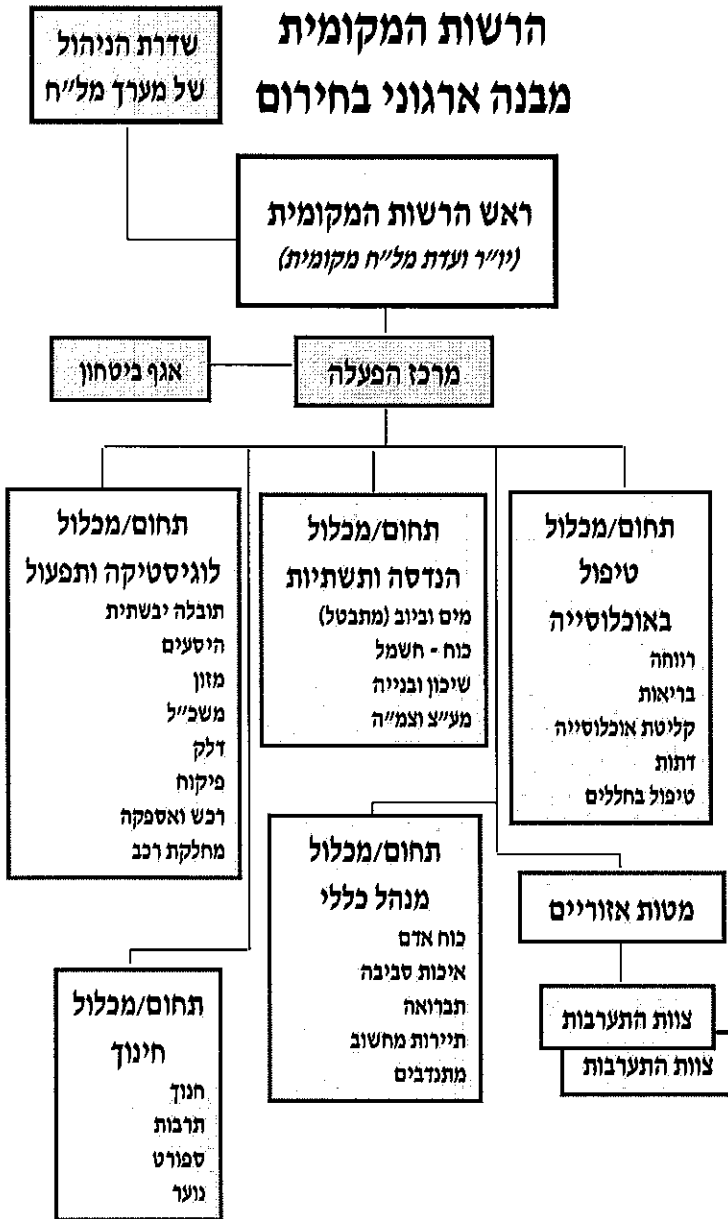 הרשות המקומית
מבנה ארגוני בחירום
שדרת הניהול
של מערך מל״ח
ראש הרשות המקומית
(יו״ר ועדת מל״ח מקומית)
מרכז הפעלה
אגף ביטחון
תחום/מכלול
טיפול
באוכלוסייה
רווחה
בריאות
קליטת אוכלוסייה
דתות
טיפול בחללים
תחום/מכלול
הנדסה ותשתיות
מים וביוב (מתבטל)
כוח - חשמל
שיכון ובנייה
מע״צ וצמ״ה
תחום/מכלול
לוגיסטיקה ותפעול
תובלה יבשתית
היסעים
מזון
משכ״ל
דלק
פיקוח
רכש ואספקה
מחלקת רכב
מטות אזוריים
צוות התערבות
צוות התערבות
תחום/מכלול
מנהל כללי
כוח אדם
איכות סביבה
תברואה
תיירות מחשוב
מתנדבים
תחום/מכלול
חינוך
חנוך
תרבות
ספורט
נוער